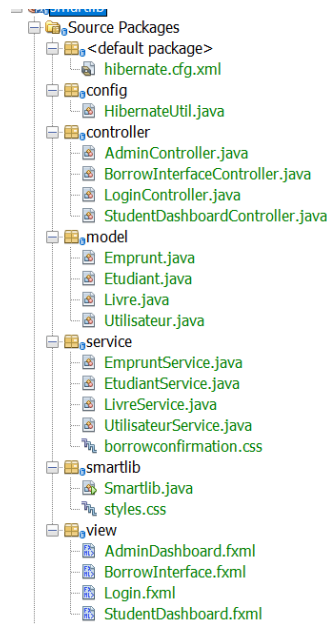 smartlib
Source Packages
<default package>
hibernate.cfg.xml
config
HibernateUtil.java
controller
AdminController.java
BorrowInterfaceController.java
LoginController.java
StudentDashboardController.java
model
Emprunt.java
Etudiant.java
Livre.java
Utilisateur.java
service
EmpruntService.java
EtudiantService.java
LivreService.java
UtilisateurService.java
borrowconfirmation.css
smartlib
Smartlib.java
styles.css
view
AdminDashboard.fxml
BorrowInterface.fxml
Login.fxml
StudentDashboard.fxml